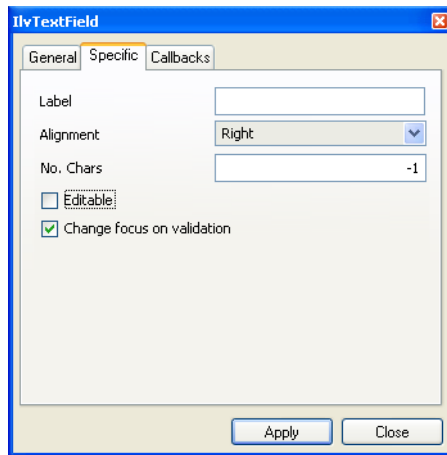 IlvTextField
General Specific Callbacks
Label
Alignment Right
No. Chars -1
Editable
Change focus on validation
Apply Close